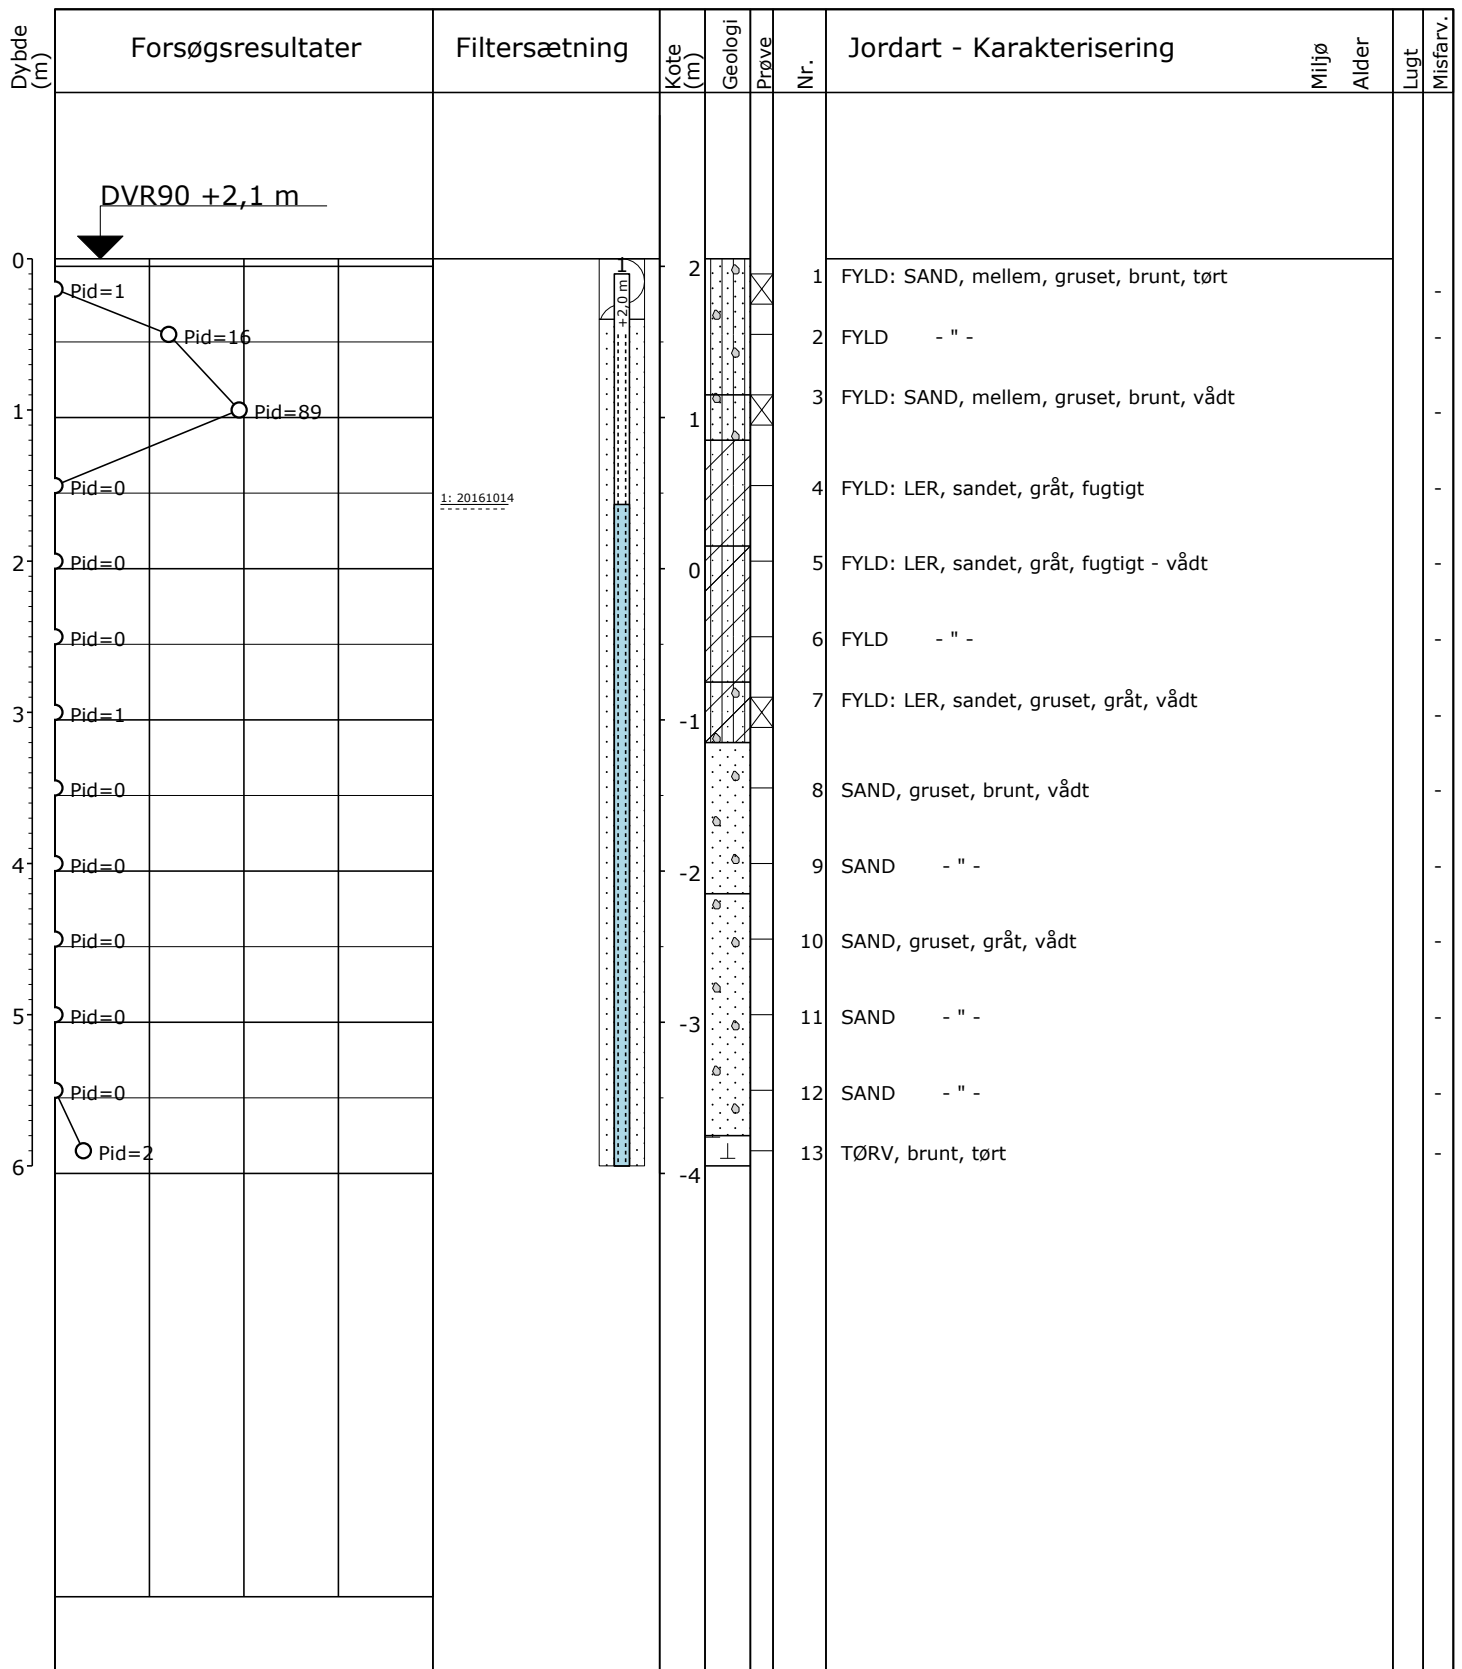 Dybde (m) Forsøgsresultater Filtersætning Kote (m) Geologi Prøve Nr. Jordart - Karakterisering Miljø Alder Lugt Misfarv.
DVR90 +2,1 m
0 1 2
Pid=1 +2,0 m 1 FYLD: SAND, mellem, gruset, brunt, tørt -
Pid=16 2 FYLD - " - -
1 Pid=89 1 3 FYLD: SAND, mellem, gruset, brunt, vådt -
Pid=0 1: 20161014 4 FYLD: LER, sandet, gråt, fugtigt -
2 Pid=0 0 5 FYLD: LER, sandet, gråt, fugtigt - vådt -
Pid=0 6 FYLD - " - -
3 Pid=1 -1 7 FYLD: LER, sandet, gruset, gråt, vådt -
Pid=0 8 SAND, gruset, brunt, vådt -
4 Pid=0 -2 9 SAND - " - -
Pid=0 10 SAND, gruset, gråt, vådt -
5 Pid=0 -3 11 SAND - " - -
Pid=0 12 SAND - " - -
Pid=2 13 TØRV, brunt, tørt -
6 -4